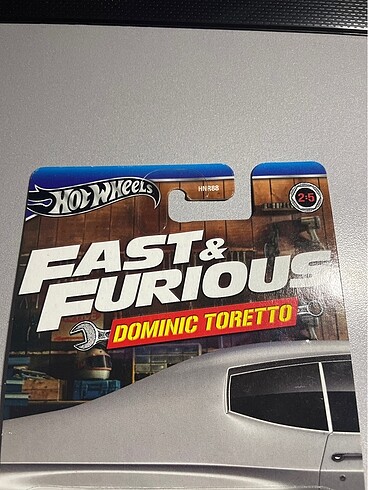 HOT WHEELS
HNR88
2:5
FAST &
FURIOUS
DOMINIC TORETTO